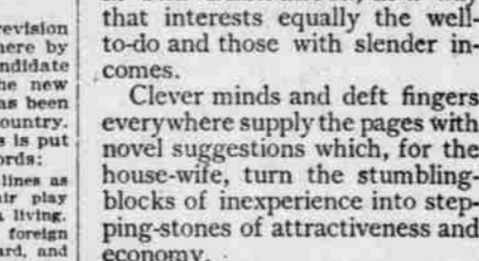 evision
here by
ndidate
he new
as been
ountry.
s is put
ords:
lines as
ir play
living.
foreign
ard, and
that interests equally the well-
to-do and those with slender in-
comes.
Clever minds and deft fingers
everywhere supply the pages with
novel suggestions which, for the
house-wife, turn the stumbling-
blocks of inexperience into step-
ping-stones of attractiveness and
economy.